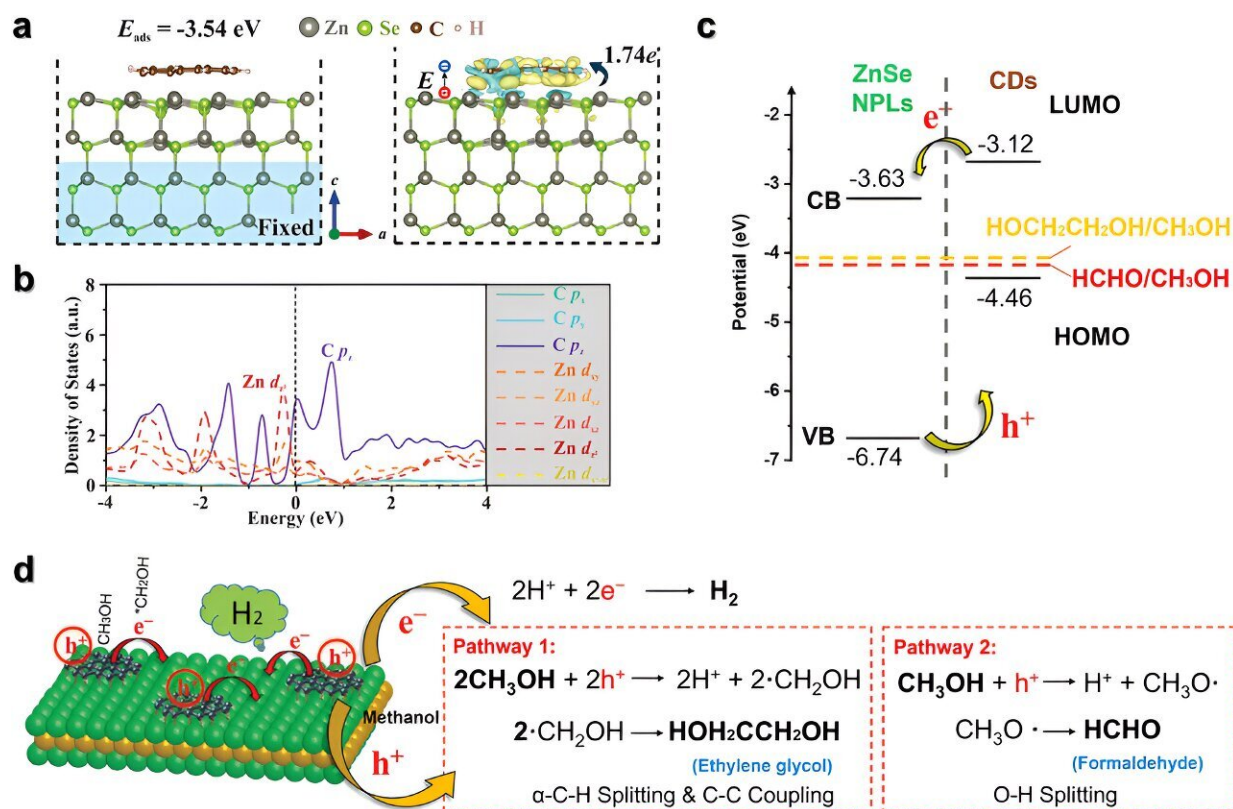 a
E_ads = -3.54 eV
Zn Se C H
1.74e
E
Fixed
c
a
b
Density of States (a.u.)
8
6
4
2
0
C p_z
Zn d_z²
-4 -2 0 2 4
Energy (eV)
C p_x
C p_y
C p_z
Zn d_xy
Zn d_yz
Zn d_xz
Zn d_z²
c
Potential (eV)
-2
-3
-4
-5
-6
-7
ZnSe
NPLs
CDs
LUMO
e⁻
-3.12
-3.63
CB
HOCH₂CH₂OH/CH₃OH
HCHO/CH₃OH
-4.46
HOMO
VB
-6.74
h⁺
d
CH₃OH
*CH₂OH
H₂
h⁺
e⁻
e⁻
h⁺
h⁺
e⁻
Methanol
e⁻
h⁺
2H⁺ + 2e⁻ → H₂
Pathway 1:
2CH₃OH + 2h⁺ → 2H⁺ + 2·CH₂OH
2·CH₂OH → HOH₂CCH₂OH
(Ethylene glycol)
α-C-H Splitting & C-C Coupling
Pathway 2:
CH₃OH + h⁺ → H⁺ + CH₃O·
CH₃O · → HCHO
(Formaldehyde)
O-H Splitting